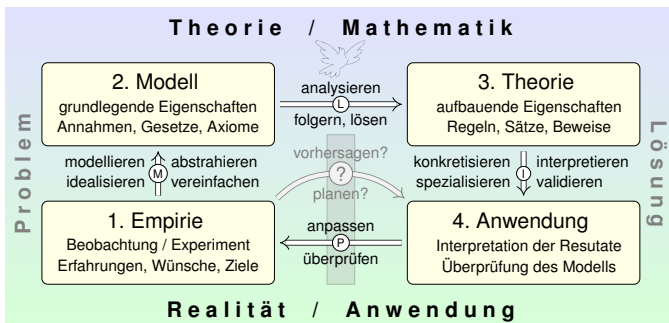 Theorie / Mathematik
Problem
Lösung
2. Modell
grundlegende Eigenschaften
Annahmen, Gesetze, Axiome
analysieren
L
folgern, lösen
3. Theorie
aufbauende Eigenschaften
Regeln, Sätze, Beweise
modellieren
idealisieren
M
abstrahieren
vereinfachen
vorhersagen?
?
planen?
konkretisieren
spezialisieren
I
interpretieren
validieren
1. Empirie
Beobachtung / Experiment
Erfahrungen, Wünsche, Ziele
anpassen
P
überprüfen
4. Anwendung
Interpretation der Resutate
Überprüfung des Modells
Realität / Anwendung